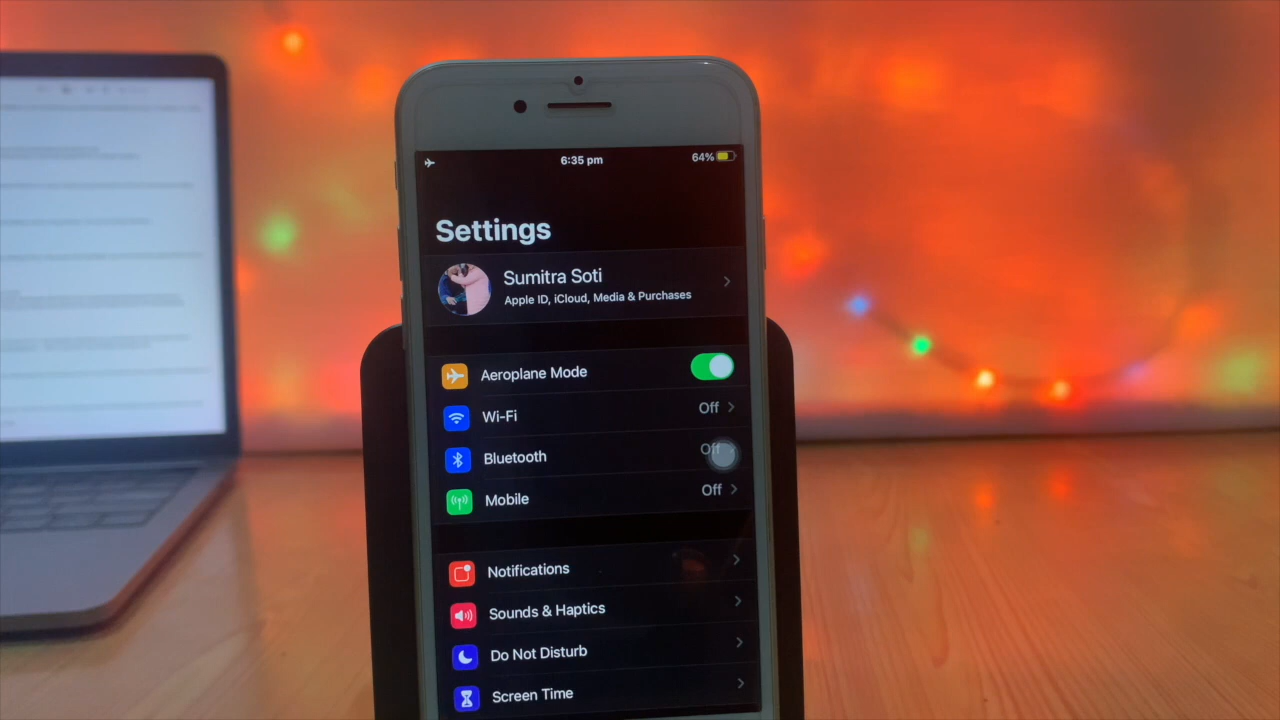 6:35 pm
64%
Settings
Sumitra Soti
Apple ID, iCloud, Media & Purchases
Aeroplane Mode
Wi-Fi Off
Bluetooth Off
Mobile Off
Notifications
Sounds & Haptics
Do Not Disturb
Screen Time